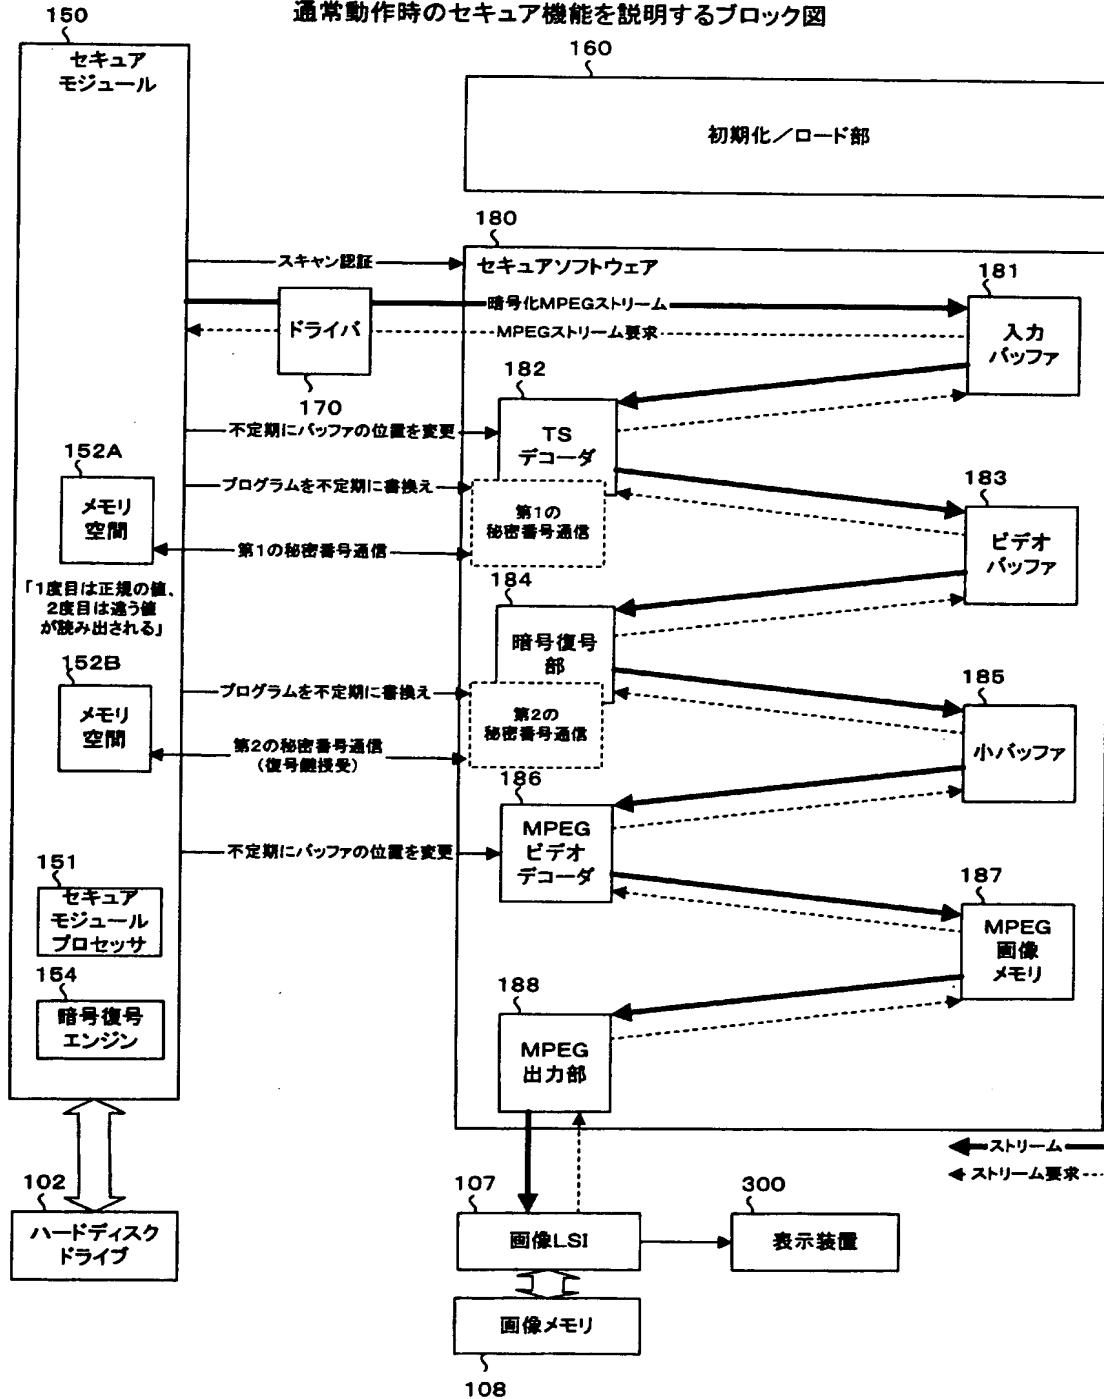 通常動作時のセキュア機能を説明するブロック図
150
セキュア
モジュール
160
初期化／ロード部
180
セキュアソフトウェア
スキャン認証
181
暗号化MPEGストリーム
ドライバ
MPEGストリーム要求
入力
バッファ
170
182
不定期にバッファの位置を変更
TS
デコーダ
152A
メモリ
空間
プログラムを不定期に書換え
第1の
秘密番号通信
183
ビデオ
バッファ
第1の秘密番号通信
「1度目は正規の値、
2度目は違う値
が読み出される」
184
暗号復号
部
152B
メモリ
空間
プログラムを不定期に書換え
第2の
秘密番号通信
185
小バッファ
第2の秘密番号通信
(復号鍵授受)
186
MPEG
ビデオ
デコーダ
不定期にバッファの位置を変更
151
セキュア
モジュール
プロセッサ
187
MPEG
画像
メモリ
154
暗号復号
エンジン
188
MPEG
出力部
ストリーム
ストリーム要求
102
ハードディスク
ドライブ
107
画像LSI
300
表示装置
画像メモリ
108